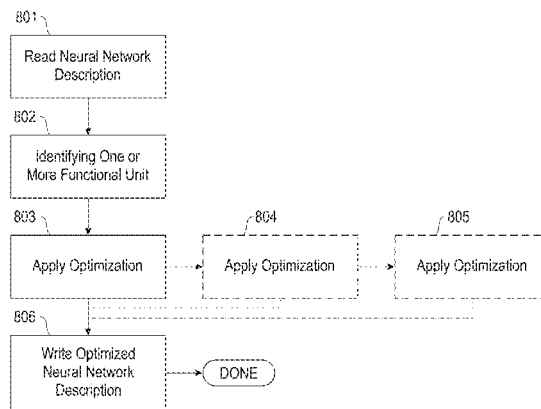 801
Read Neural Network
Description
802
Identifying One or
More Functional Unit
803
Apply Optimization
804
Apply Optimization
805
Apply Optimization
806
Write Optimized
Neural Network
Description
DONE